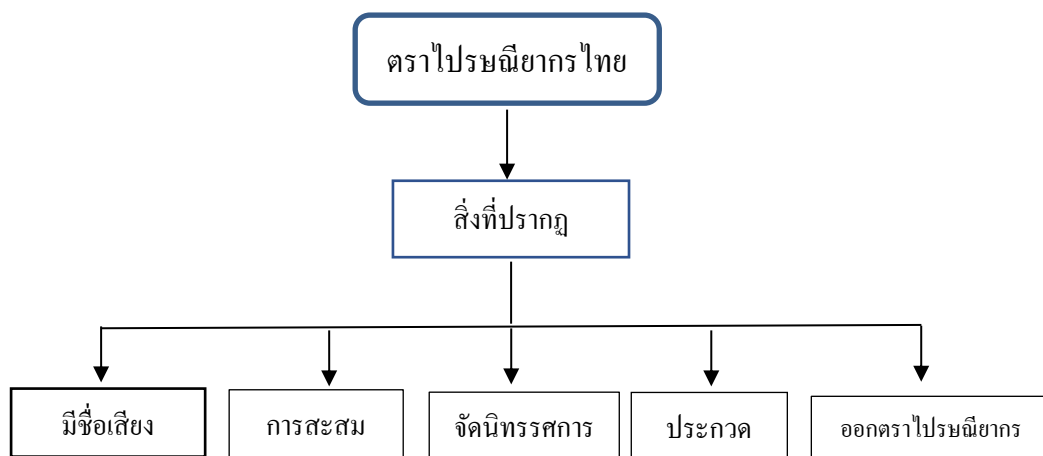 ตราไปรษณียากรไทย
สิ่งที่ปรากฏ
มีชื่อเสียง
การสะสม
จัดนิทรรศการ
ประกวด
ออกตราไปรษณียากร